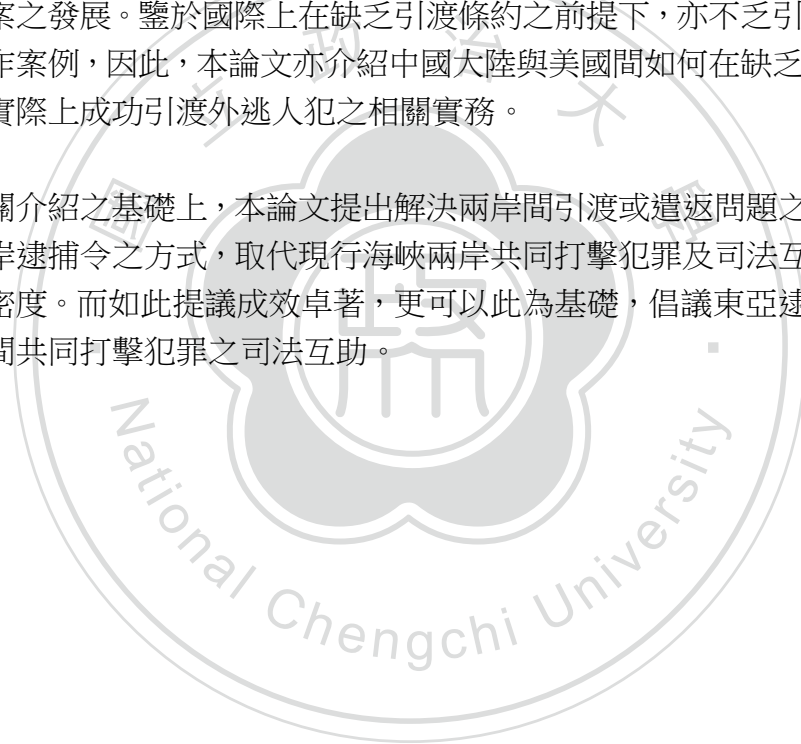 案之發展。鑒於國際上在缺乏引渡條約之前提下，亦不乏引
作案例，因此，本論文亦介紹中國大陸與美國間如何在缺乏
實際上成功引渡外逃人犯之相關實務。
關介紹之基礎上，本論文提出解決兩岸間引渡或遣返問題之
岸逮捕令之方式，取代現行海峽兩岸共同打擊犯罪及司法互
密度。而如此提議成效卓著，更可以此為基礎，倡議東亞逮
間共同打擊犯罪之司法互助。
國立政治大學
National Chengchi University